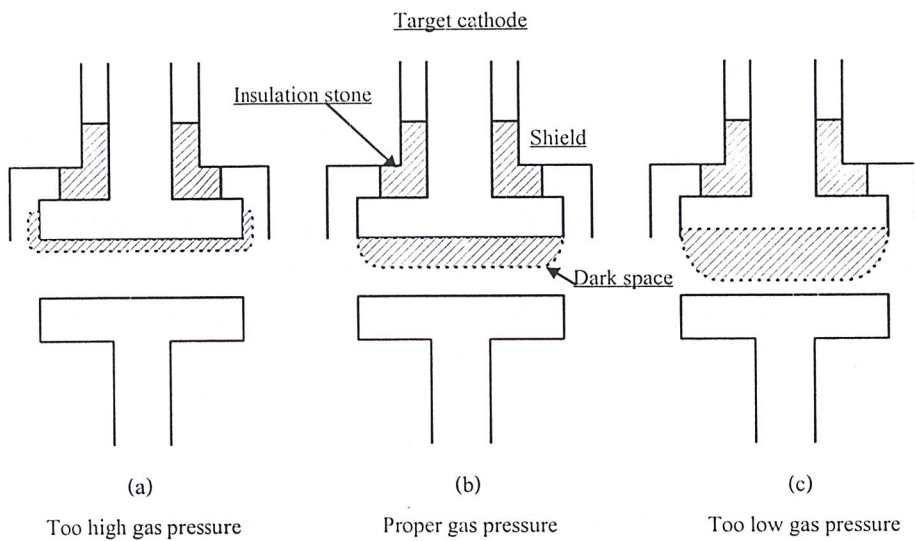 Target cathode
Insulation stone
Shield
Dark space
(a)
(b)
(c)
Too high gas pressure
Proper gas pressure
Too low gas pressure